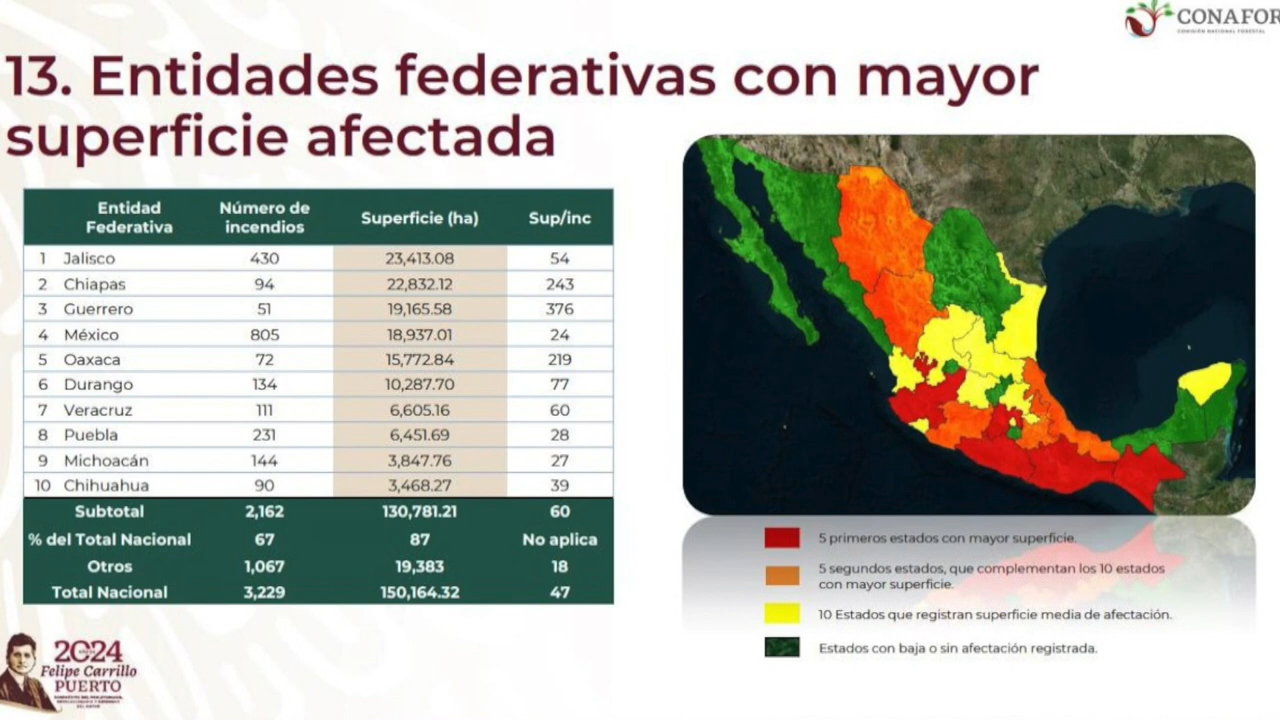 CONAFOR
COMISIÓN NACIONAL FORESTAL
13. Entidades federativas con mayor
superficie afectada
Entidad Federativa Número de incendios Superficie (ha) Sup/inc
1 Jalisco 430 23,413.08 54
2 Chiapas 94 22,832.12 243
3 Guerrero 51 19,165.58 376
4 México 805 18,937.01 24
5 Oaxaca 72 15,772.84 219
6 Durango 134 10,287.70 77
7 Veracruz 111 6,605.16 60
8 Puebla 231 6,451.69 28
9 Michoacán 144 3,847.76 27
10 Chihuahua 90 3,468.27 39
Subtotal 2,162 130,781.21 60
% del Total Nacional 67 87 No aplica
Otros 1,067 19,383 18
Total Nacional 3,229 150,164.32 47
5 primeros estados con mayor superficie.
5 segundos estados, que complementan los 10 estados
con mayor superficie.
10 Estados que registran superficie media de afectación.
Estados con baja o sin afectación registrada.
2024
Felipe Carrillo
PUERTO